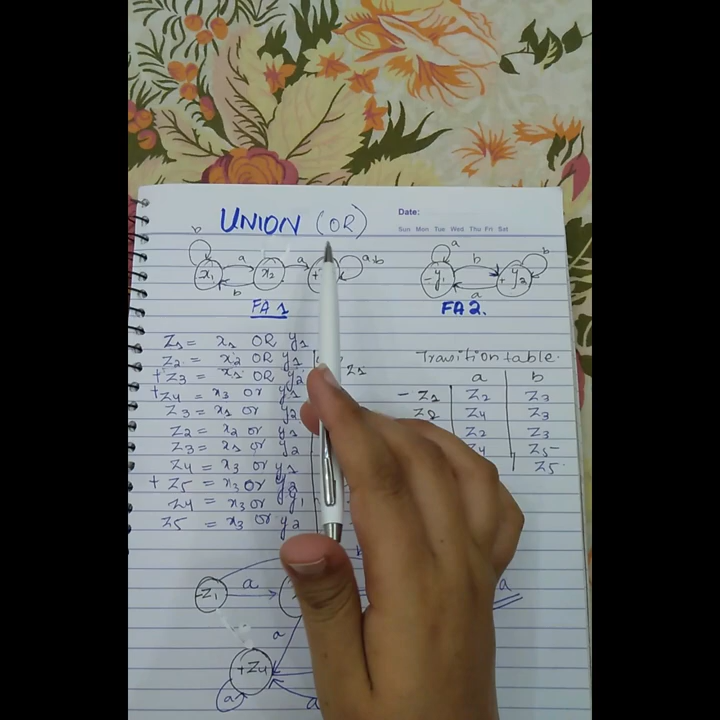 UNION (OR)
Date:
Sun Mon Tue Wed Thu Fri Sat
b a a a,b a b b
-x1 x2 + -y1 + y2
b a
FA 1 FA 2.
Z1 = x1 OR y1
Z2 = x2 OR y1 Transition table.
+Z3 = x1 OR y2 Z1 a b
+Z4 = x3 or y1 - Z1 Z2 Z3
Z3 = x1 or y2 Z4 Z3
Z2 = x2 or y1 Z2 Z3
Z3 = x1 or y2 Z4 Z5
Z4 = x3 or y1 Z5
+ Z5 = x3 or y2
Z4 = x3 or y1
Z5 = x3 or y2
b
-Z1 a a
a
+Z4
a a